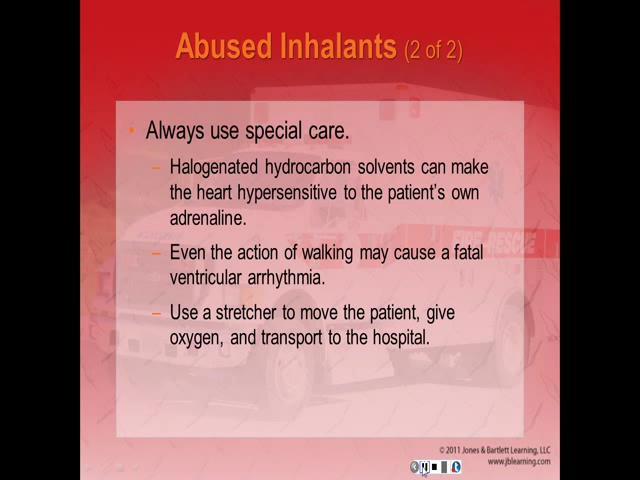 Abused Inhalants (2 of 2)
• Always use special care.
– Halogenated hydrocarbon solvents can make
the heart hypersensitive to the patient's own
adrenaline.
– Even the action of walking may cause a fatal
ventricular arrhythmia.
– Use a stretcher to move the patient, give
oxygen, and transport to the hospital.
FIRE RESCUE
© 2011 Jones & Bartlett Learning, LLC
www.jblearning.com